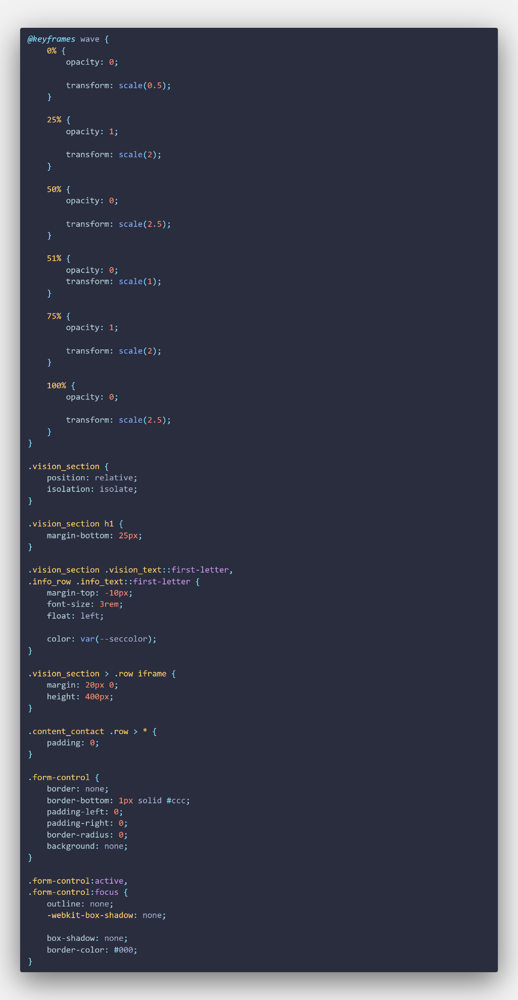 @keyframes wave {
    0% {
        opacity: 0;

        transform: scale(0.5);
    }

    25% {
        opacity: 1;

        transform: scale(2);
    }

    50% {
        opacity: 0;

        transform: scale(2.5);
    }

    51% {
        opacity: 0;
        transform: scale(1);
    }

    75% {
        opacity: 1;

        transform: scale(2);
    }

    100% {
        opacity: 0;

        transform: scale(2.5);
    }
}

.vision_section {
    position: relative;
    isolation: isolate;
}

.vision_section h1 {
    margin-bottom: 25px;
}

.vision_section .vision_text::first-letter,
.info_row .info_text::first-letter {
    margin-top: -10px;
    font-size: 3rem;
    float: left;

    color: var(--seccolor);
}

.vision_section > .row iframe {
    margin: 20px 0;
    height: 400px;
}

.content_contact .row > * {
    padding: 0;
}

.form-control {
    border: none;
    border-bottom: 1px solid #ccc;
    padding-left: 0;
    padding-right: 0;
    border-radius: 0;
    background: none;
}

.form-control:active,
.form-control:focus {
    outline: none;
    -webkit-box-shadow: none;

    box-shadow: none;
    border-color: #000;
}